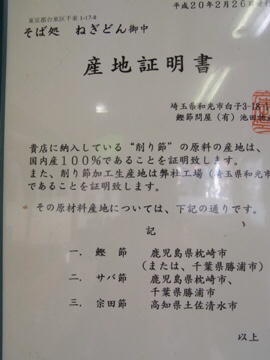 平成20年2月26日
東京都台東区千束 1-17-8
そば処 ねぎどん御中
産地証明書
埼玉県和光市白子3-18-1
鰹節問屋(有)池田
貴店に納入している“削り節”の原料の産地は、
国内産100%であることを証明致します。
また、削り節加工生産地は弊社工場(埼玉県和光市
であることを証明致します。
その原材料産地については、下記の通りです。
記
一. 鰹 節 鹿児島県枕崎市
(または、千葉県勝浦市)
二. サバ節 鹿児島県枕崎市、
千葉県勝浦市
三. 宗田節 高知県土佐清水市
以上